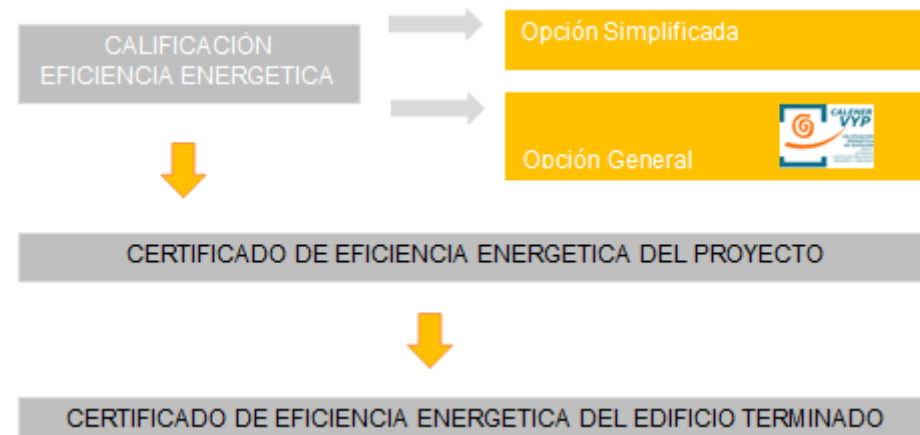 CALIFICACIÓN
EFICIENCIA ENERGETICA
Opción Simplificada
Opción General
CALENER
VYP
CERTIFICADO DE EFICIENCIA ENERGETICA DEL PROYECTO
CERTIFICADO DE EFICIENCIA ENERGETICA DEL EDIFICIO TERMINADO